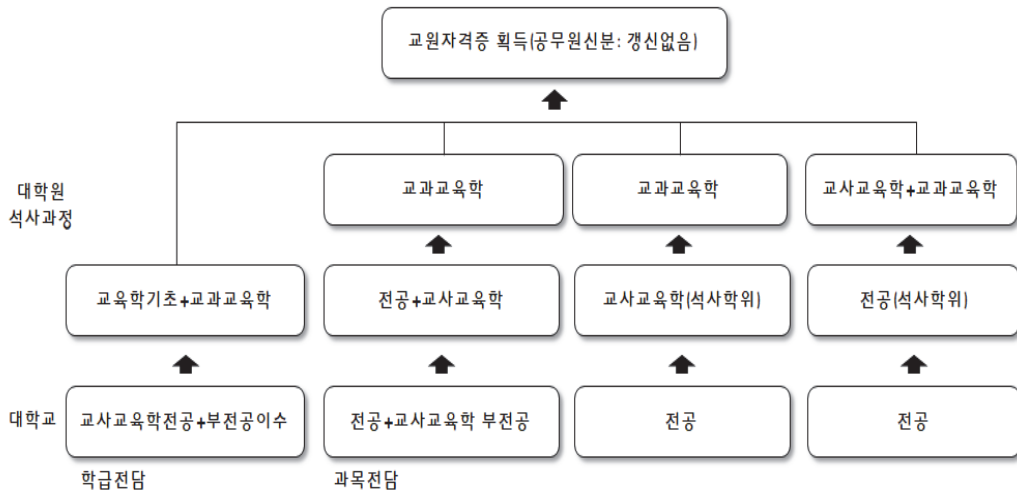 교원자격증 획득(공무원신분: 갱신없음)
대학원
석사과정
교과교육학
교과교육학
교사교육학+교과교육학
교육학기초+교과교육학
전공+교사교육학
교사교육학(석사학위)
전공(석사학위)
대학교
교사교육학전공+부전공이수
전공+교사교육학 부전공
전공
전공
학급전담
과목전담